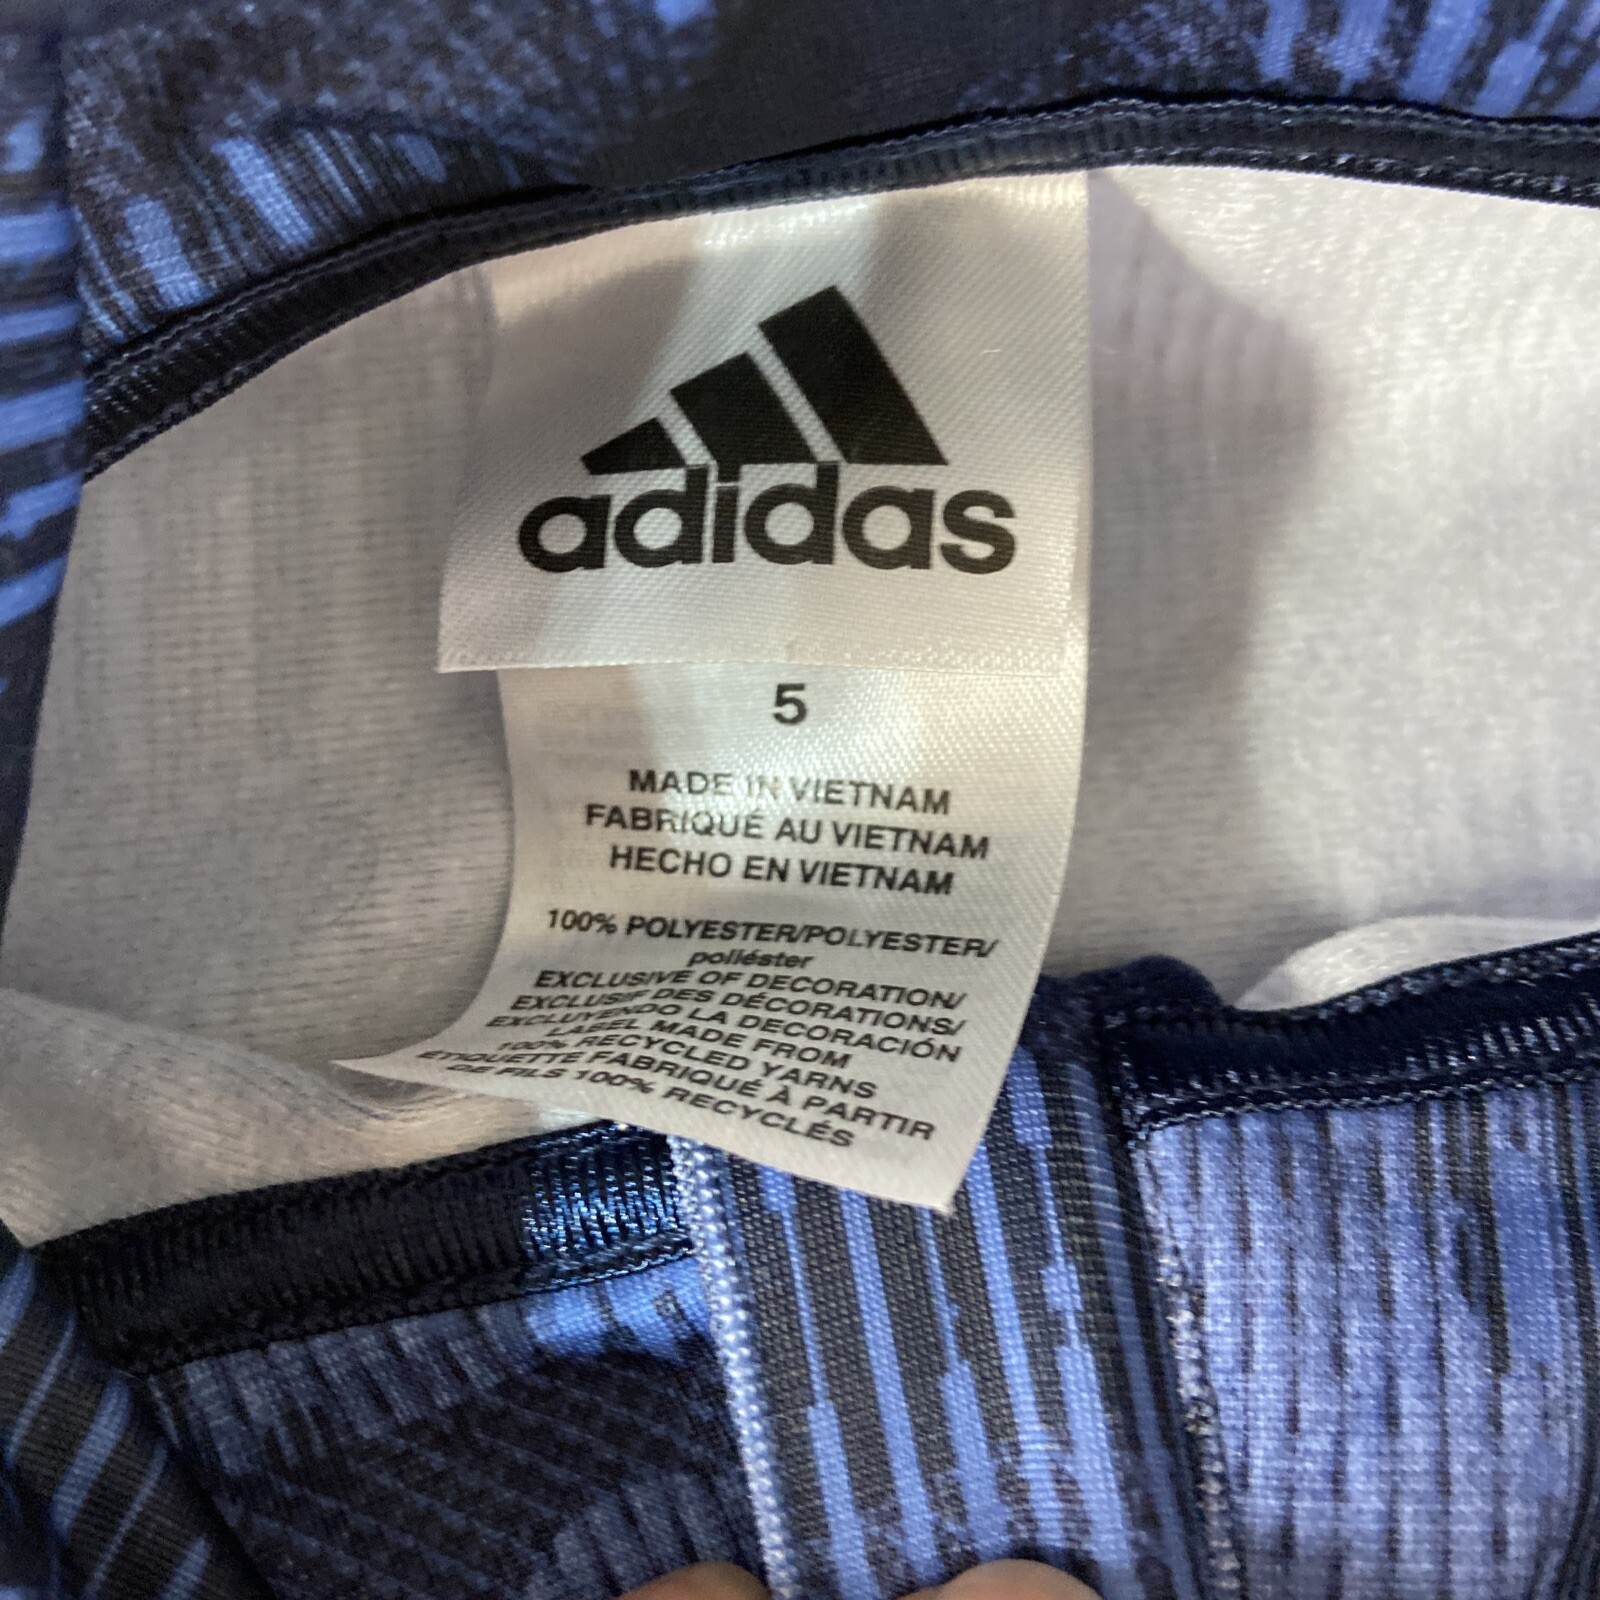 adidas
5
MADE IN VIETNAM
FABRIQUÉ AU VIETNAM
HECHO EN VIETNAM
100% POLYESTER/POLYESTER/
poliéster
EXCLUSIVE OF DECORATION/
EXCLUSIF DES DÉCORATIONS/
EXCLUYENDO LA DECORACIÓN
LABEL MADE FROM
100% RECYCLED YARNS
ETIQUETTE FABRIQUÉ À PARTIR
DE FILS 100% RECYCLÉS